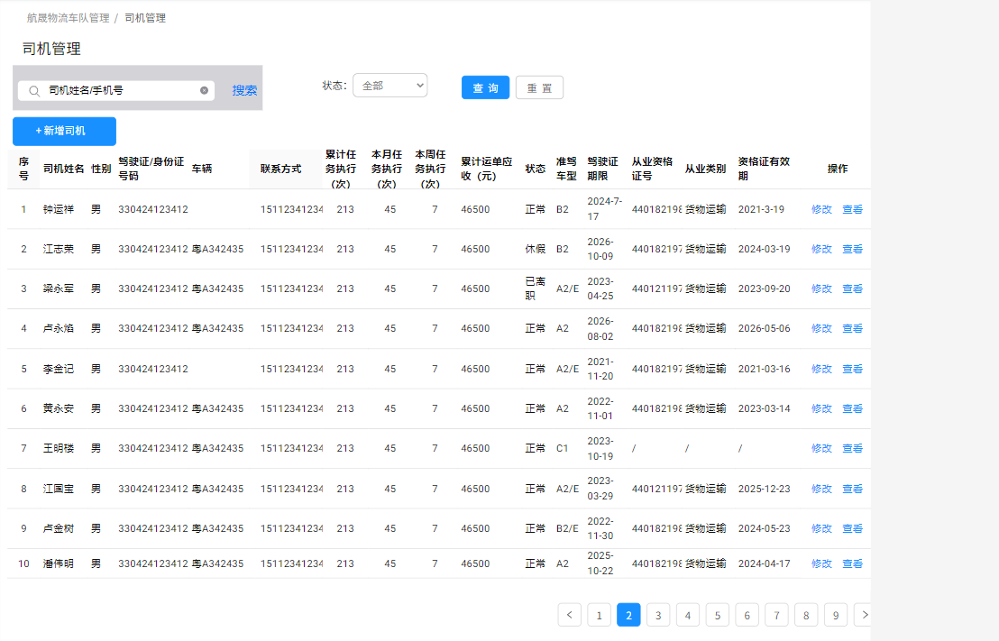 航晟物流车队管理 / 司机管理
司机管理
司机姓名/手机号 搜索 状态： 全部 查 询 重 置
+ 新增司机
序号 司机姓名 性别 驾驶证/身份证号码 车辆 联系方式 累计任务执行（次） 本月任务执行（次） 本周任务执行（次） 累计运单应收（元） 状态 准驾车型 驾驶证期限 从业资格证号 从业类别 资格证有效期 操作
1 钟运祥 男 330424123412 15112341234 213 45 7 46500 正常 B2 2024-7-17 440182198 货物运输 2021-3-19 修改 查看
2 江志荣 男 330424123412 粤A342435 15112341234 213 45 7 46500 休假 B2 2026-10-09 440182197 货物运输 2024-03-19 修改 查看
3 梁永军 男 330424123412 粤A342435 15112341234 213 45 7 46500 已离职 A2/E 2023-04-25 440121197 货物运输 2023-09-20 修改 查看
4 卢永焰 男 330424123412 粤A342435 15112341234 213 45 7 46500 正常 A2 2026-08-02 440182198 货物运输 2026-05-06 修改 查看
5 李金记 男 330424123412 15112341234 213 45 7 46500 正常 A2/E 2021-11-20 440182197 货物运输 2021-03-16 修改 查看
6 黄永安 男 330424123412 粤A342435 15112341234 213 45 7 46500 正常 A2 2022-11-01 440182198 货物运输 2023-03-14 修改 查看
7 王明楼 男 330424123412 粤A342435 15112341234 213 45 7 46500 正常 C1 2023-10-19 / / / 修改 查看
8 江国宝 男 330424123412 粤A342435 15112341234 213 45 7 46500 正常 A2/E 2023-03-29 440121197 货物运输 2025-12-23 修改 查看
9 卢金树 男 330424123412 粤A342435 15112341234 213 45 7 46500 正常 B2/E 2022-11-30 440182198 货物运输 2024-05-23 修改 查看
10 潘伟明 男 330424123412 粤A342435 15112341234 213 45 7 46500 正常 A2 2025-10-22 440182198 货物运输 2024-04-17 修改 查看
< 1 2 3 4 5 6 7 8 9 >